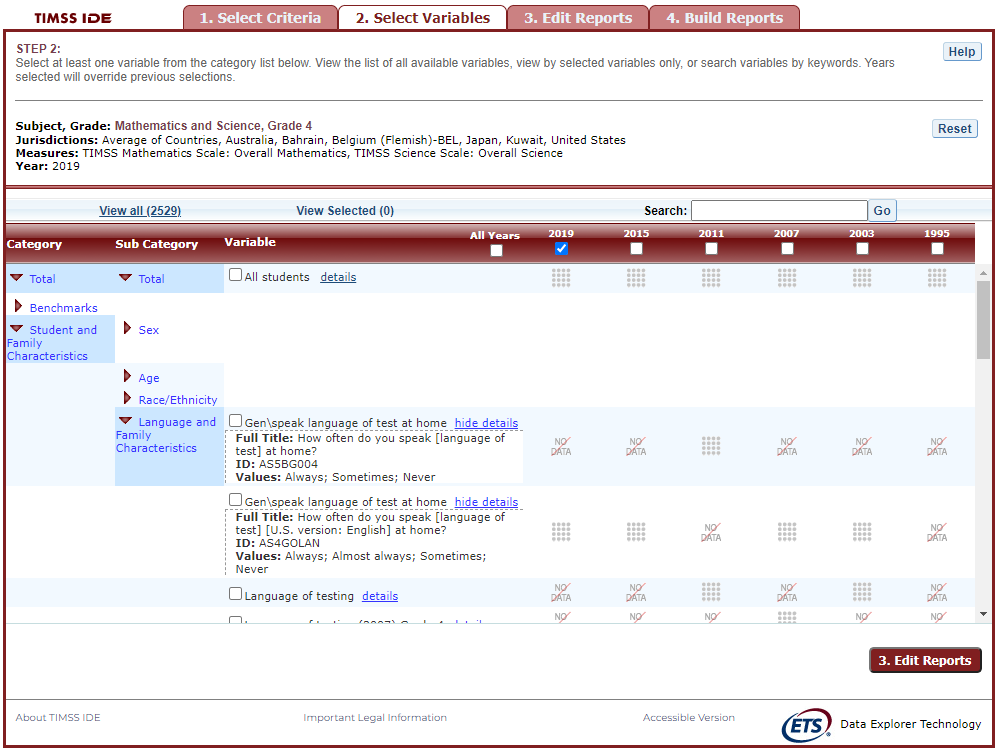 TIMSS IDE
1. Select Criteria
2. Select Variables
3. Edit Reports
4. Build Reports
STEP 2:
Help
Select at least one variable from the category list below. View the list of all available variables, view by selected variables only, or search variables by keywords. Years
selected will override previous selections.
Subject, Grade: Mathematics and Science, Grade 4
Reset
Jurisdictions: Average of Countries, Australia, Bahrain, Belgium (Flemish)-BEL, Japan, Kuwait, United States
Measures: TIMSS Mathematics Scale: Overall Mathematics, TIMSS Science Scale: Overall Science
Year: 2019
View all (2529) View Selected (0) Search: Go
Category Sub Category Variable All Years 2019 2015 2011 2007 2003 1995
Total Total All students details
Benchmarks
Student and
Family
Characteristics
Sex
Age
Race/Ethnicity
Language and
Family
Characteristics
Gen\speak language of test at home hide details
Full Title: How often do you speak [language of
test] at home?
ID: AS5BG004
Values: Always; Sometimes; Never
NO DATA NO DATA NO DATA NO DATA NO DATA
Gen\speak language of test at home hide details
Full Title: How often do you speak [language of
test] [U.S. version: English] at home?
ID: AS4GOLAN
Values: Always; Almost always; Sometimes;
Never
NO DATA NO DATA
Language of testing details
NO DATA NO DATA NO DATA NO DATA
NO NO NO NO NO
3. Edit Reports
About TIMSS IDE Important Legal Information Accessible Version ETS® Data Explorer Technology